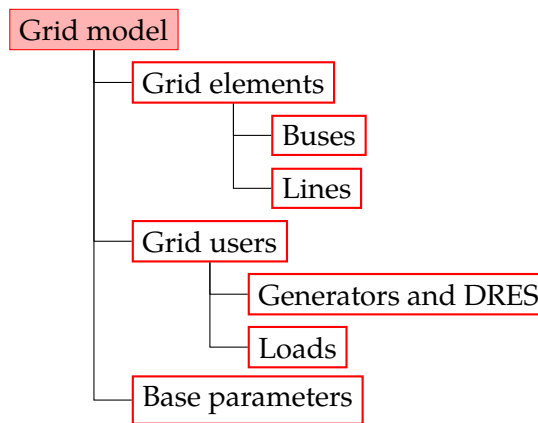 Grid model
Grid elements
Buses
Lines
Grid users
Generators and DRES
Loads
Base parameters